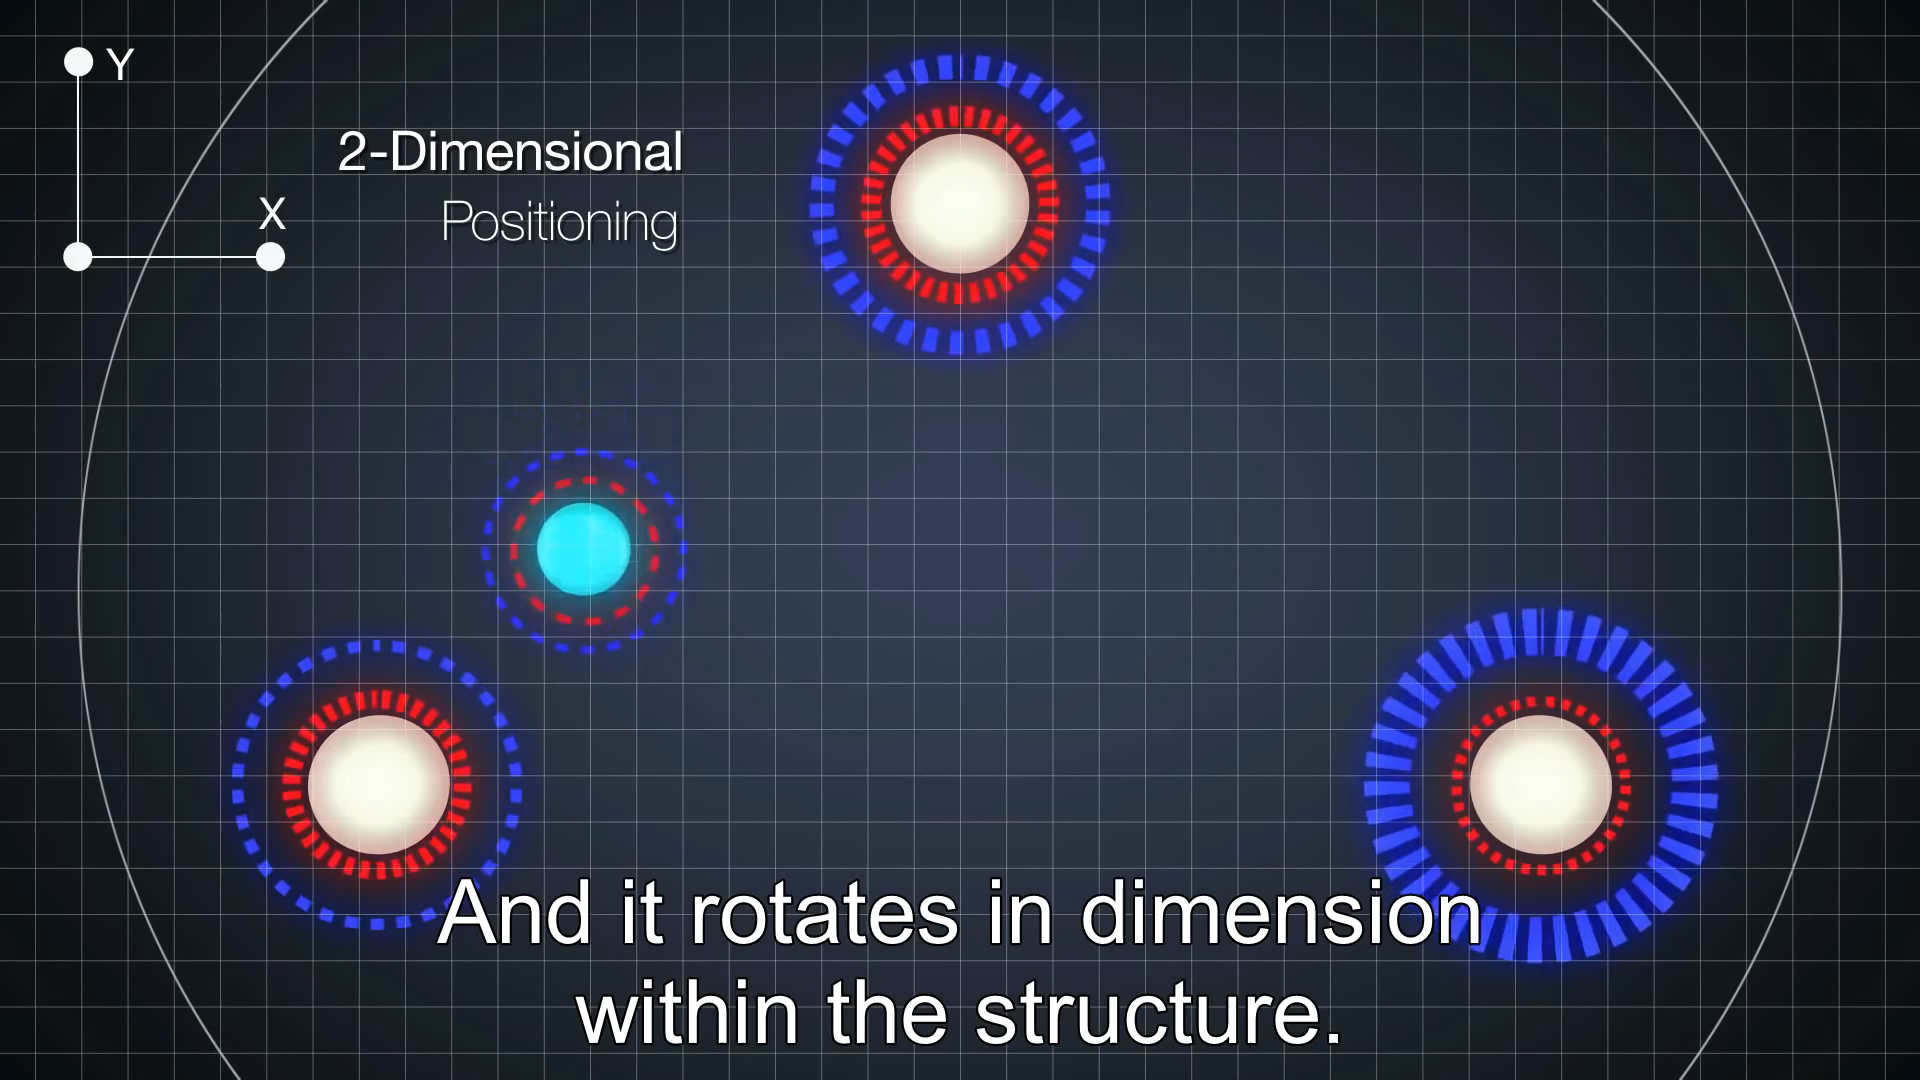 Y
2-Dimensional
X
Positioning
And it rotates in dimension
within the structure.